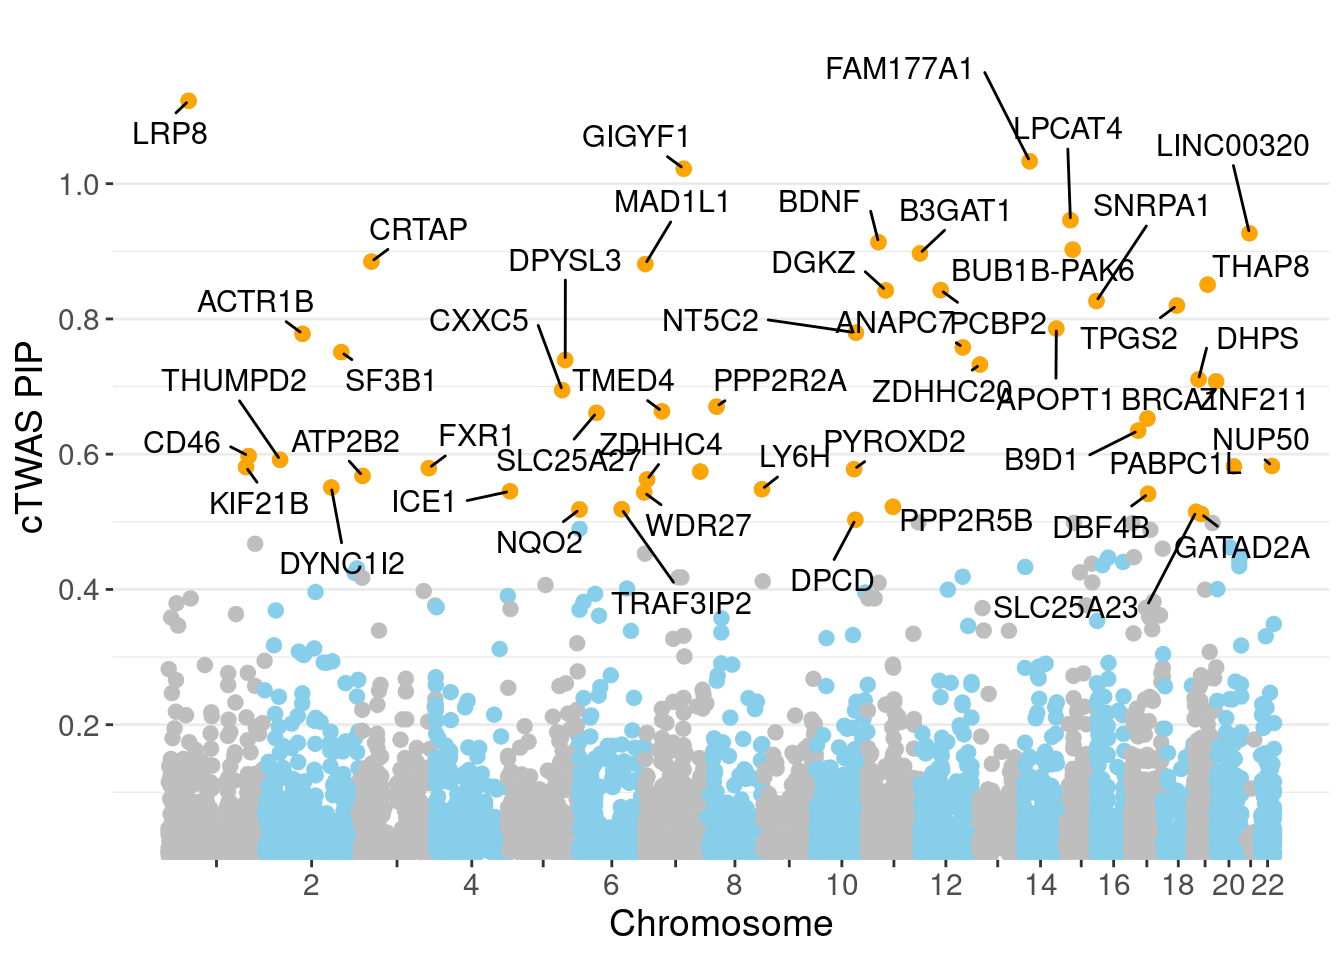 FAM177A1
LRP8
GIGYF1
LPCAT4
LINC00320
1.0
MAD1L1
BDNF
B3GAT1
SNRPA1
CRTAP
DPYSL3
DGKZ
BUB1B-PAK6
THAP8
ACTR1B
CXXC5
NT5C2
ANAPC7
PCBP2
TPGS2
DHPS
0.8
THUMPD2
SF3B1
TMED4
PPP2R2A
ZDHHC20
APOPT1
BRCA1
ZNF211
CD46
ATP2B2
FXR1
SLC25A27
ZDHHC4
LY6H
PYROXD2
B9D1
PABPC1L
NUP50
0.6
KIF21B
ICE1
NQO2
WDR27
PPP2R5B
DBF4B
GATAD2A
DYNC1I2
TRAF3IP2
DPCD
SLC25A23
0.4
0.2
cTWAS PIP
2
4
6
8
10
12
14
16
18
20
22
Chromosome